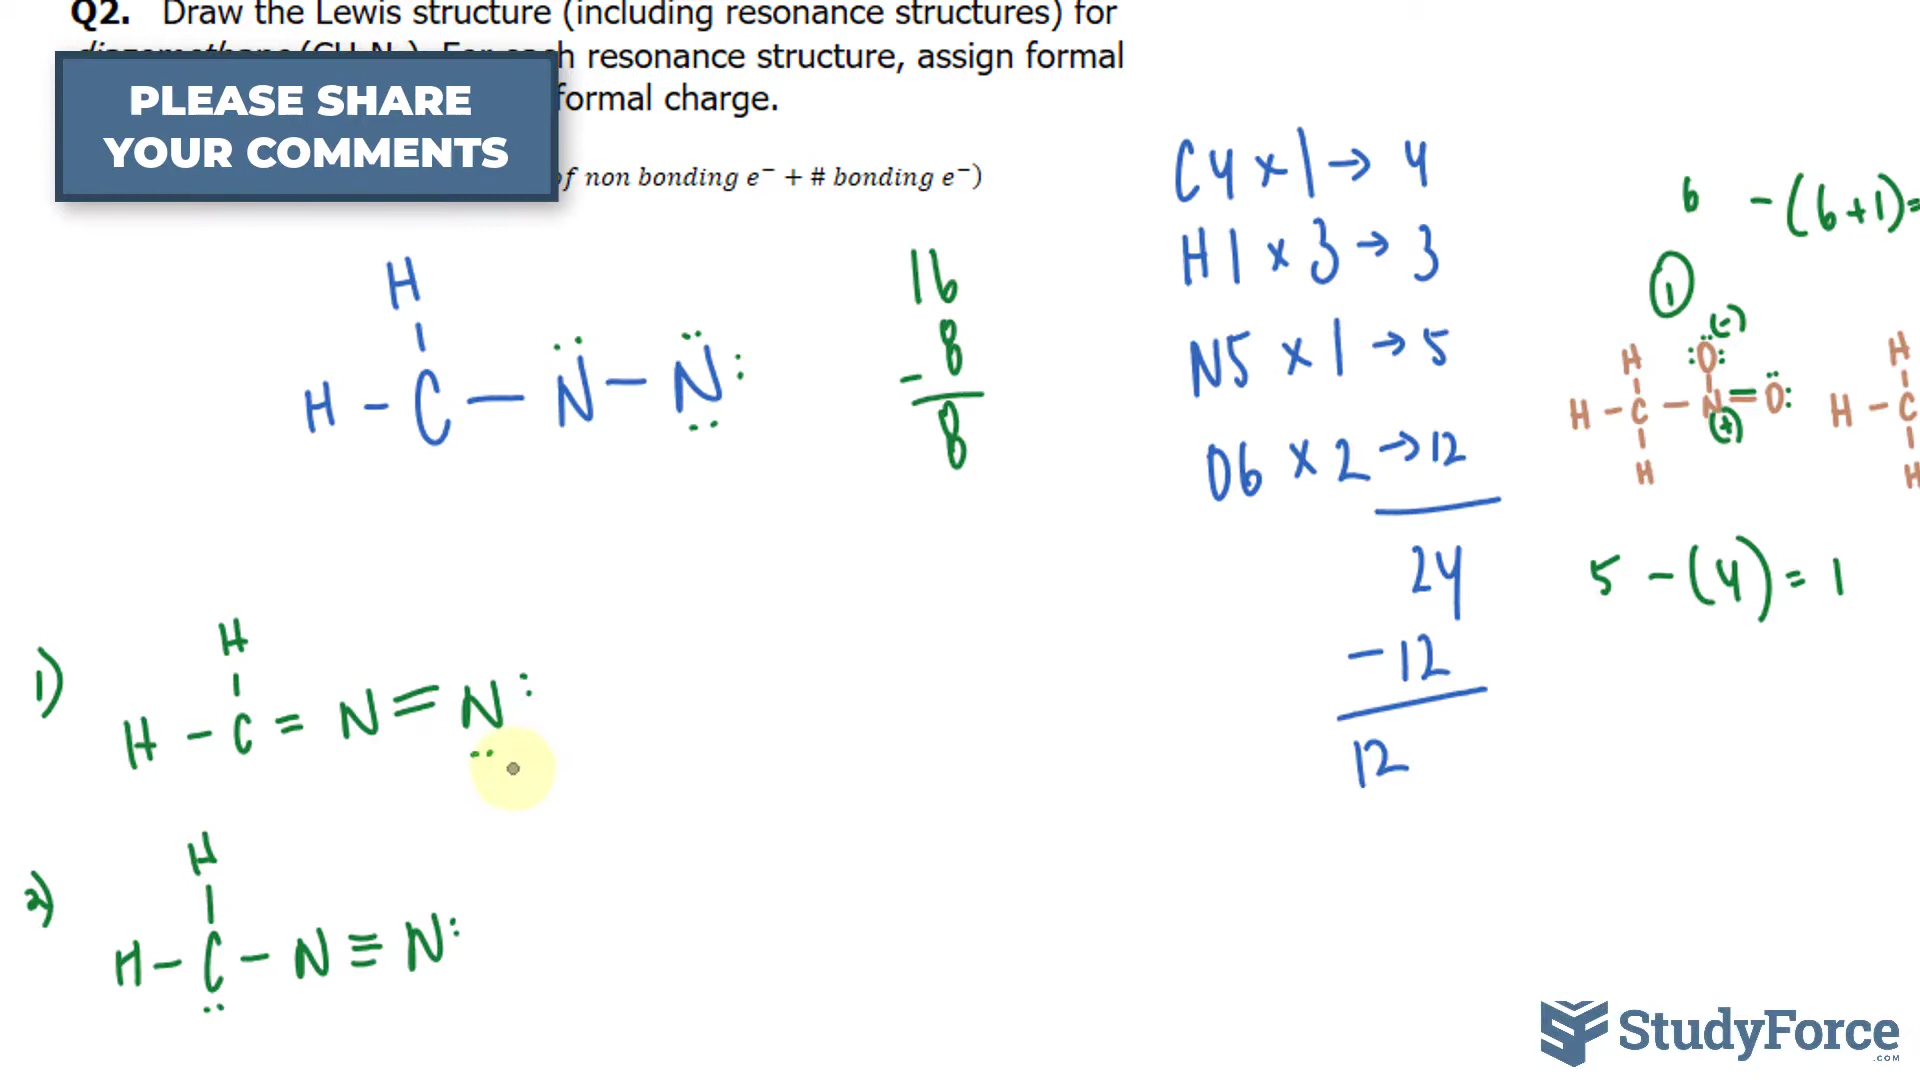 Q2. Draw the Lewis structure (including resonance structures) for
h resonance structure, assign formal
formal charge.
PLEASE SHARE
YOUR COMMENTS
of non bonding e⁻ + # bonding e⁻)
H
H - C - N̈ - N̈:
16
- 8
8
C 4 x 1 → 4
H 1 x 3 → 3
N5 x 1 → 5
O6 x 2 → 12
24
- 12
12
6 - (6+1) =
1
(-)
H :O:
H - C - N = O:
(+)
H
H
H - C
H
5 - (4) = 1
1)
H
H - C = N = N:
2)
H
H - C - N ≡ N:
StudyForce
.COM